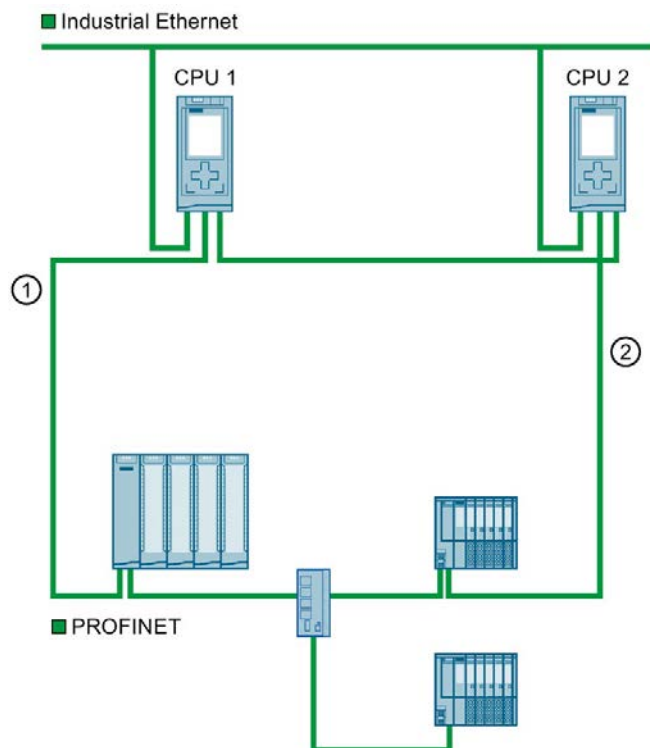 Industrial Ethernet
CPU 1
CPU 2
①
②
PROFINET